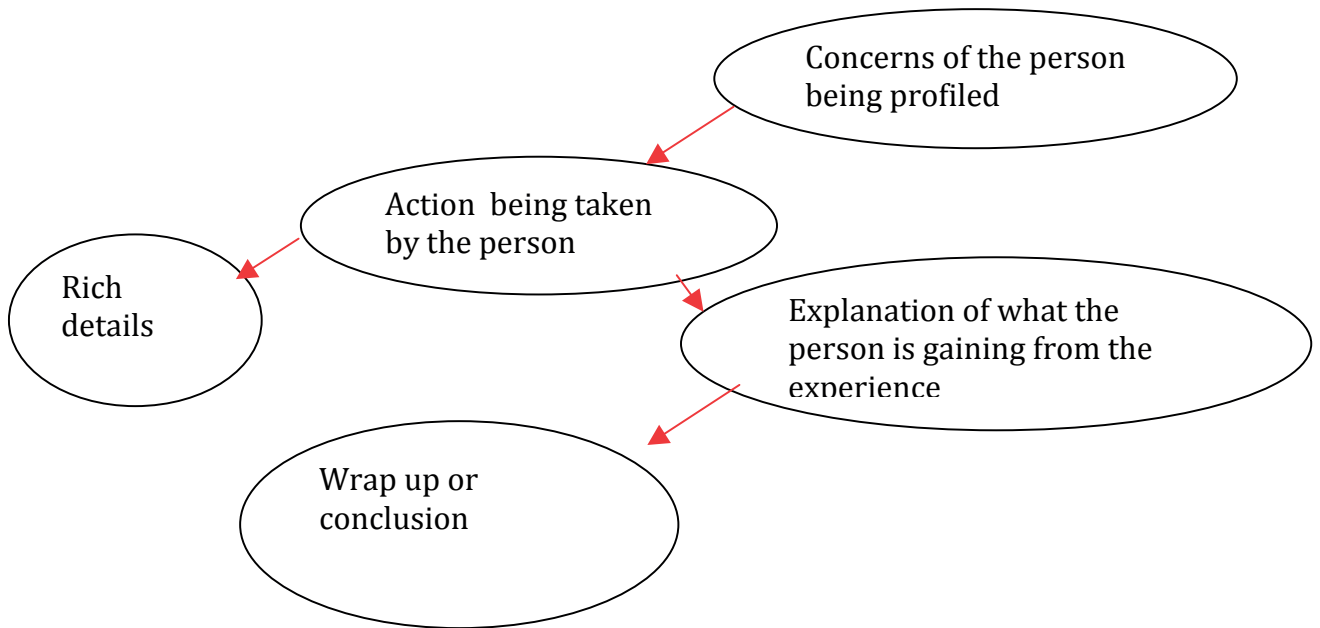 Concerns of the person
being profiled
Action  being taken
by the person
Rich
details
Explanation of what the
person is gaining from the
experience
Wrap up or
conclusion